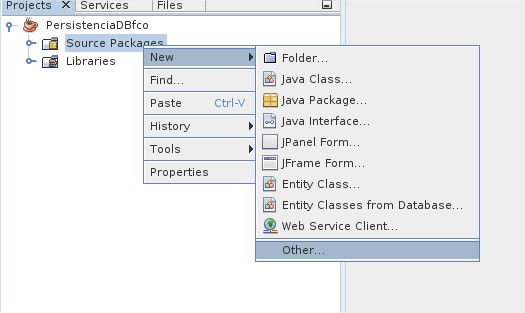 Projects Services Files
PersistenciaDBfco
Source Packages
Libraries
New
Find...
Paste Ctrl-V
History
Tools
Properties
Folder...
Java Class...
Java Package...
Java Interface...
JPanel Form...
JFrame Form...
Entity Class...
Entity Classes from Database...
Web Service Client...
Other...